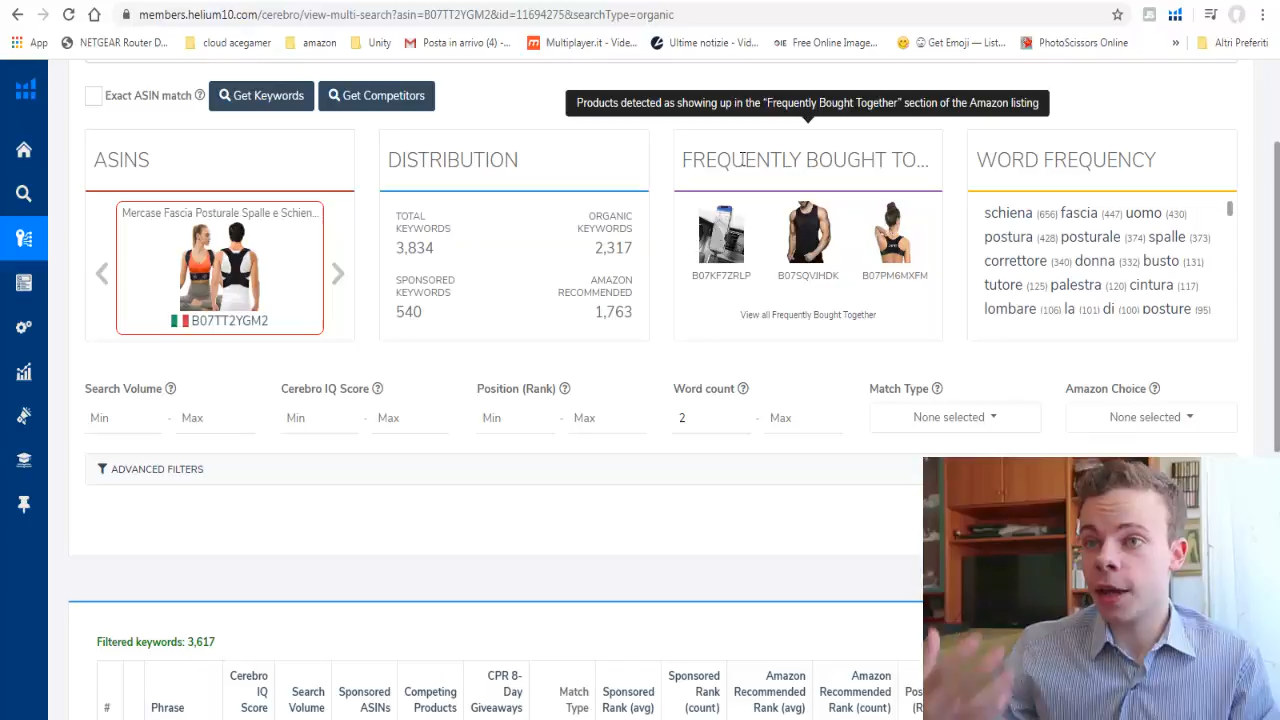 members.helium10.com/cerebro/view-multi-search?asin=B07TT2YGM2&id=11694275&searchType=organic
App NETGEAR Router D... cloud acegamer amazon Unity Posta in arrivo (4) -... Multiplayer.it - Vide... Ultime notizie - Vid... Free Online Image... Get Emoji — List... PhotoScissors Online » Altri Preferiti
Exact ASIN match Get Keywords Get Competitors
Products detected as showing up in the “Frequently Bought Together” section of the Amazon listing
ASINS
Mercase Fascia Posturale Spalle e Schien...
B07TT2YGM2
DISTRIBUTION
TOTAL KEYWORDS
3,834
ORGANIC KEYWORDS
2,317
SPONSORED KEYWORDS
540
AMAZON RECOMMENDED
1,763
FREQUENTLY BOUGHT TO...
B07KF7ZRLP B07SQVJHDK B07PM6MXFM
View all Frequently Bought Together
WORD FREQUENCY
schiena (656) fascia (447) uomo (430)
postura (428) posturale (374) spalle (373)
correttore (340) donna (332) busto (131)
tutore (125) palestra (120) cintura (117)
lombare (106) la (101) di (100) posture (95)
Search Volume Cerebro IQ Score Position (Rank) Word count Match Type Amazon Choice
Min - Max Min - Max Min - Max 2 - Max None selected None selected
ADVANCED FILTERS
Filtered keywords: 3,617
# Phrase Cerebro IQ Score Search Volume Sponsored ASINs Competing Products CPR 8-Day Giveaways Match Type Sponsored Rank (avg) Sponsored Rank (count) Amazon Recommended Rank (avg) Amazon Recommended Rank (count)